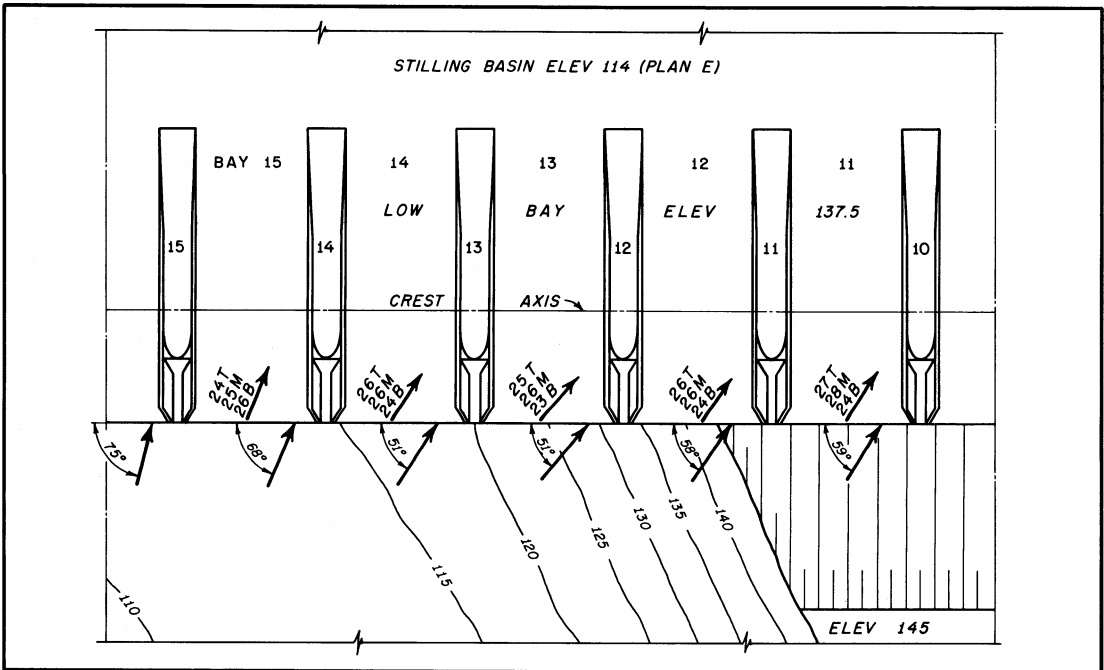 STILLING BASIN ELEV 114 (PLAN E)
BAY 15
14
13
12
11
LOW BAY ELEV 137.5
15
14
13
12
11
10
CREST AXIS
24T
25M
26B
26T
26M
24B
25T
26M
23B
26T
26M
24B
27T
28M
24B
75°
68°
51°
51°
58°
59°
110
115
120
125
130
135
140
ELEV 145